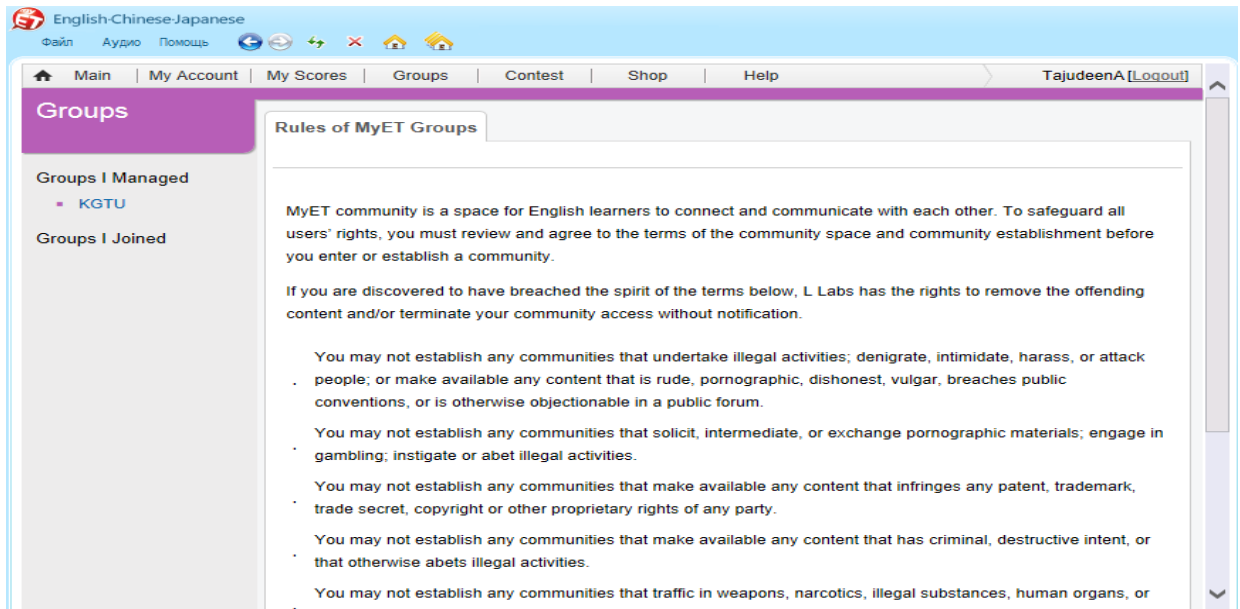 English-Chinese-Japanese
Файл Аудио Помощь
Main | My Account | My Scores | Groups | Contest | Shop | Help TajudeenA [Logout]
Groups
Rules of MyET Groups
Groups I Managed
KGTU
Groups I Joined
MyET community is a space for English learners to connect and communicate with each other. To safeguard all
users' rights, you must review and agree to the terms of the community space and community establishment before
you enter or establish a community.
If you are discovered to have breached the spirit of the terms below, L Labs has the rights to remove the offending
content and/or terminate your community access without notification.
You may not establish any communities that undertake illegal activities; denigrate, intimidate, harass, or attack
people; or make available any content that is rude, pornographic, dishonest, vulgar, breaches public
conventions, or is otherwise objectionable in a public forum.
You may not establish any communities that solicit, intermediate, or exchange pornographic materials; engage in
gambling; instigate or abet illegal activities.
You may not establish any communities that make available any content that infringes any patent, trademark,
trade secret, copyright or other proprietary rights of any party.
You may not establish any communities that make available any content that has criminal, destructive intent, or
that otherwise abets illegal activities.
You may not establish any communities that traffic in weapons, narcotics, illegal substances, human organs, or